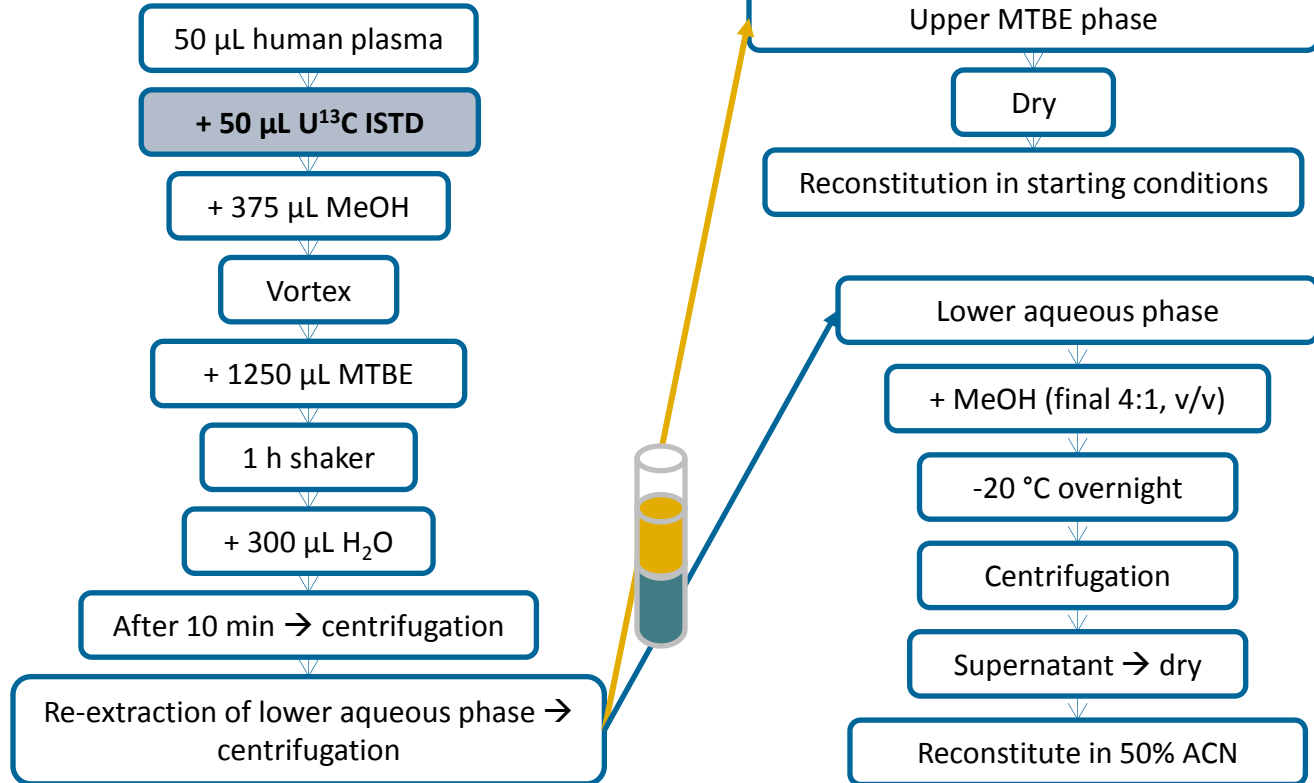 50 µL human plasma
+ 50 µL U¹³C ISTD
+ 375 µL MeOH
Vortex
+ 1250 µL MTBE
1 h shaker
+ 300 µL H₂O
After 10 min → centrifugation
Re-extraction of lower aqueous phase →
centrifugation
Upper MTBE phase
Dry
Reconstitution in starting conditions
Lower aqueous phase
+ MeOH (final 4:1, v/v)
-20 °C overnight
Centrifugation
Supernatant → dry
Reconstitute in 50% ACN